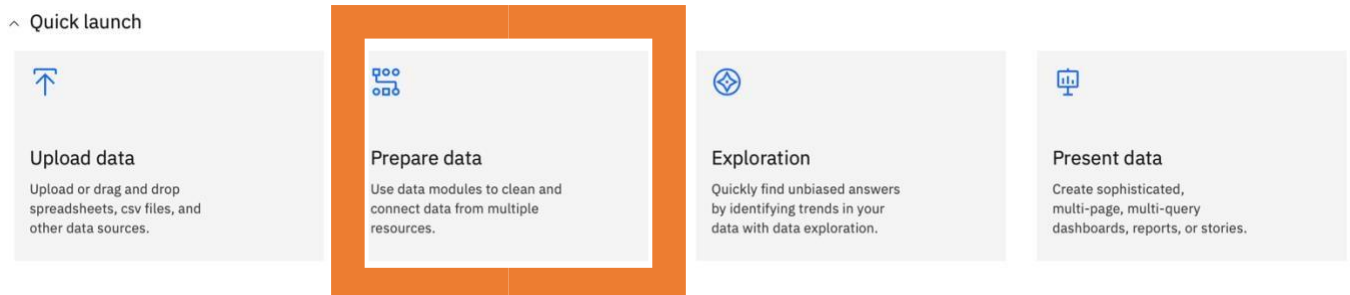 Quick launch
Upload data
Upload or drag and drop
spreadsheets, csv files, and
other data sources.
Prepare data
Use data modules to clean and
connect data from multiple
resources.
Exploration
Quickly find unbiased answers
by identifying trends in your
data with data exploration.
Present data
Create sophisticated,
multi-page, multi-query
dashboards, reports, or stories.